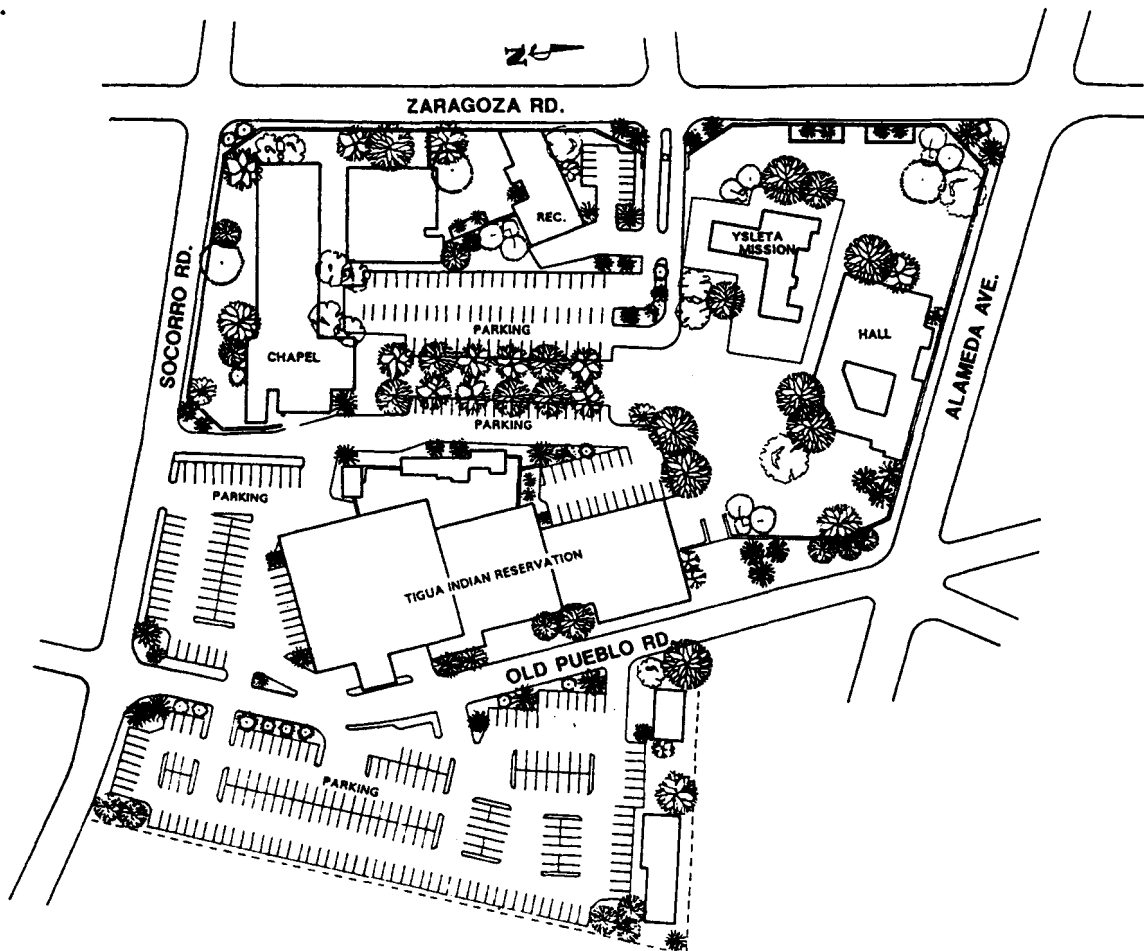 N
ZARAGOZA RD.
REC.
YSLETA
MISSION
SOCORRO RD.
PARKING
HALL
CHAPEL
ALAMEDA AVE.
PARKING
PARKING
TIGUA INDIAN RESERVATION
OLD PUEBLO RD.
PARKING